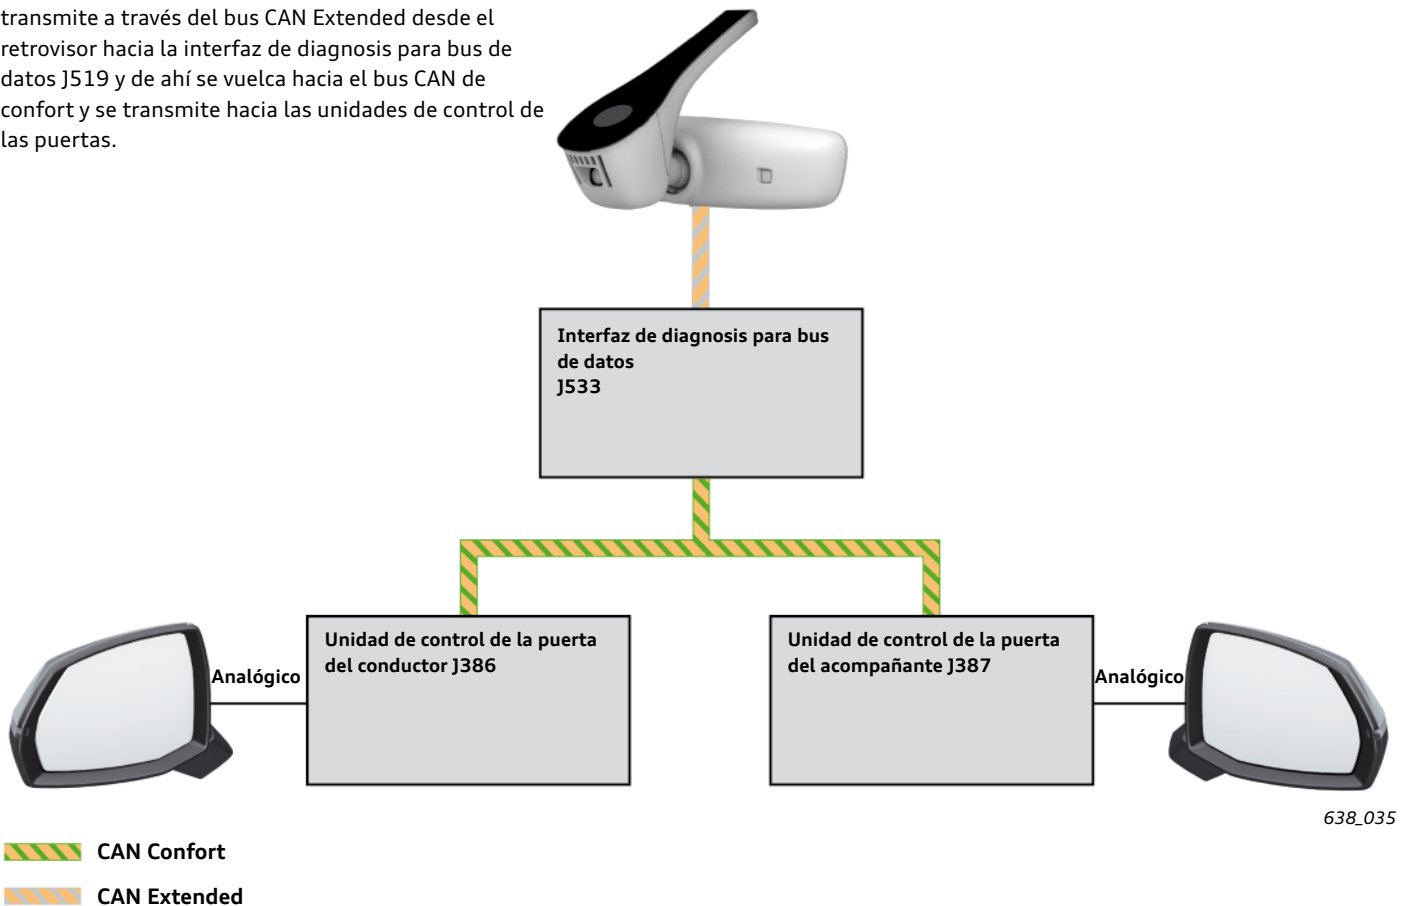 transmite a través del bus CAN Extended desde el
retrovisor hacia la interfaz de diagnosis para bus de
datos J519 y de ahí se vuelca hacia el bus CAN de
confort y se transmite hacia las unidades de control de
las puertas.
Interfaz de diagnosis para bus
de datos
J533
Analógico
Unidad de control de la puerta
del conductor J386
Unidad de control de la puerta
del acompañante J387
Analógico
638_035
CAN Confort
CAN Extended